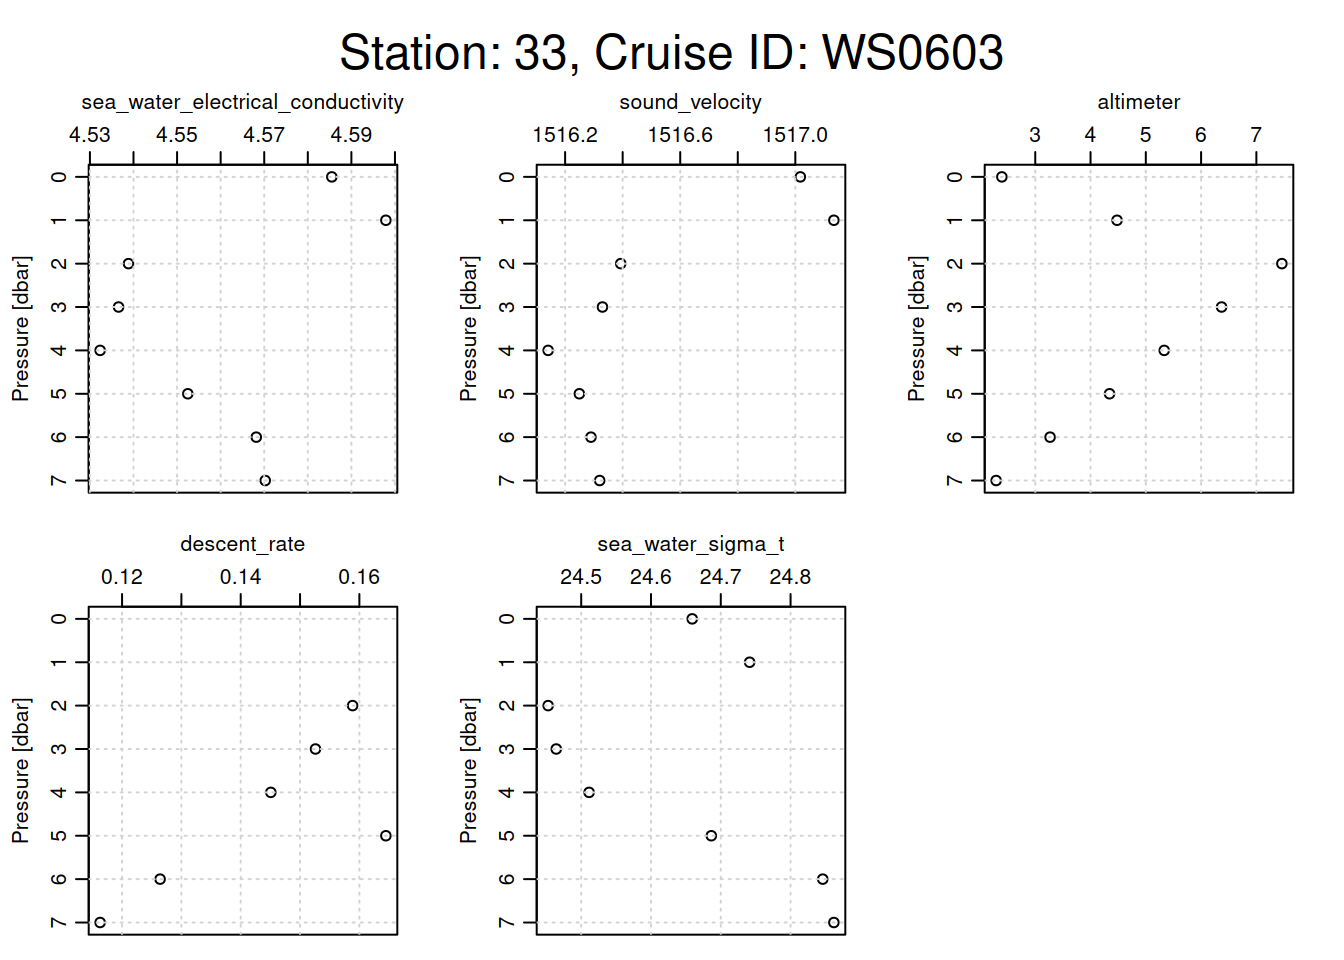 Station: 33, Cruise ID: WS0603
sea_water_electrical_conductivity
4.53 4.55 4.57 4.59
Pressure [dbar]
0
1
2
3
4
5
6
7
sound_velocity
1516.2 1516.6 1517.0
Pressure [dbar]
0
1
2
3
4
5
6
7
altimeter
3 4 5 6 7
Pressure [dbar]
0
1
2
3
4
5
6
7
descent_rate
0.12 0.14 0.16
Pressure [dbar]
0
1
2
3
4
5
6
7
sea_water_sigma_t
24.5 24.6 24.7 24.8
Pressure [dbar]
0
1
2
3
4
5
6
7